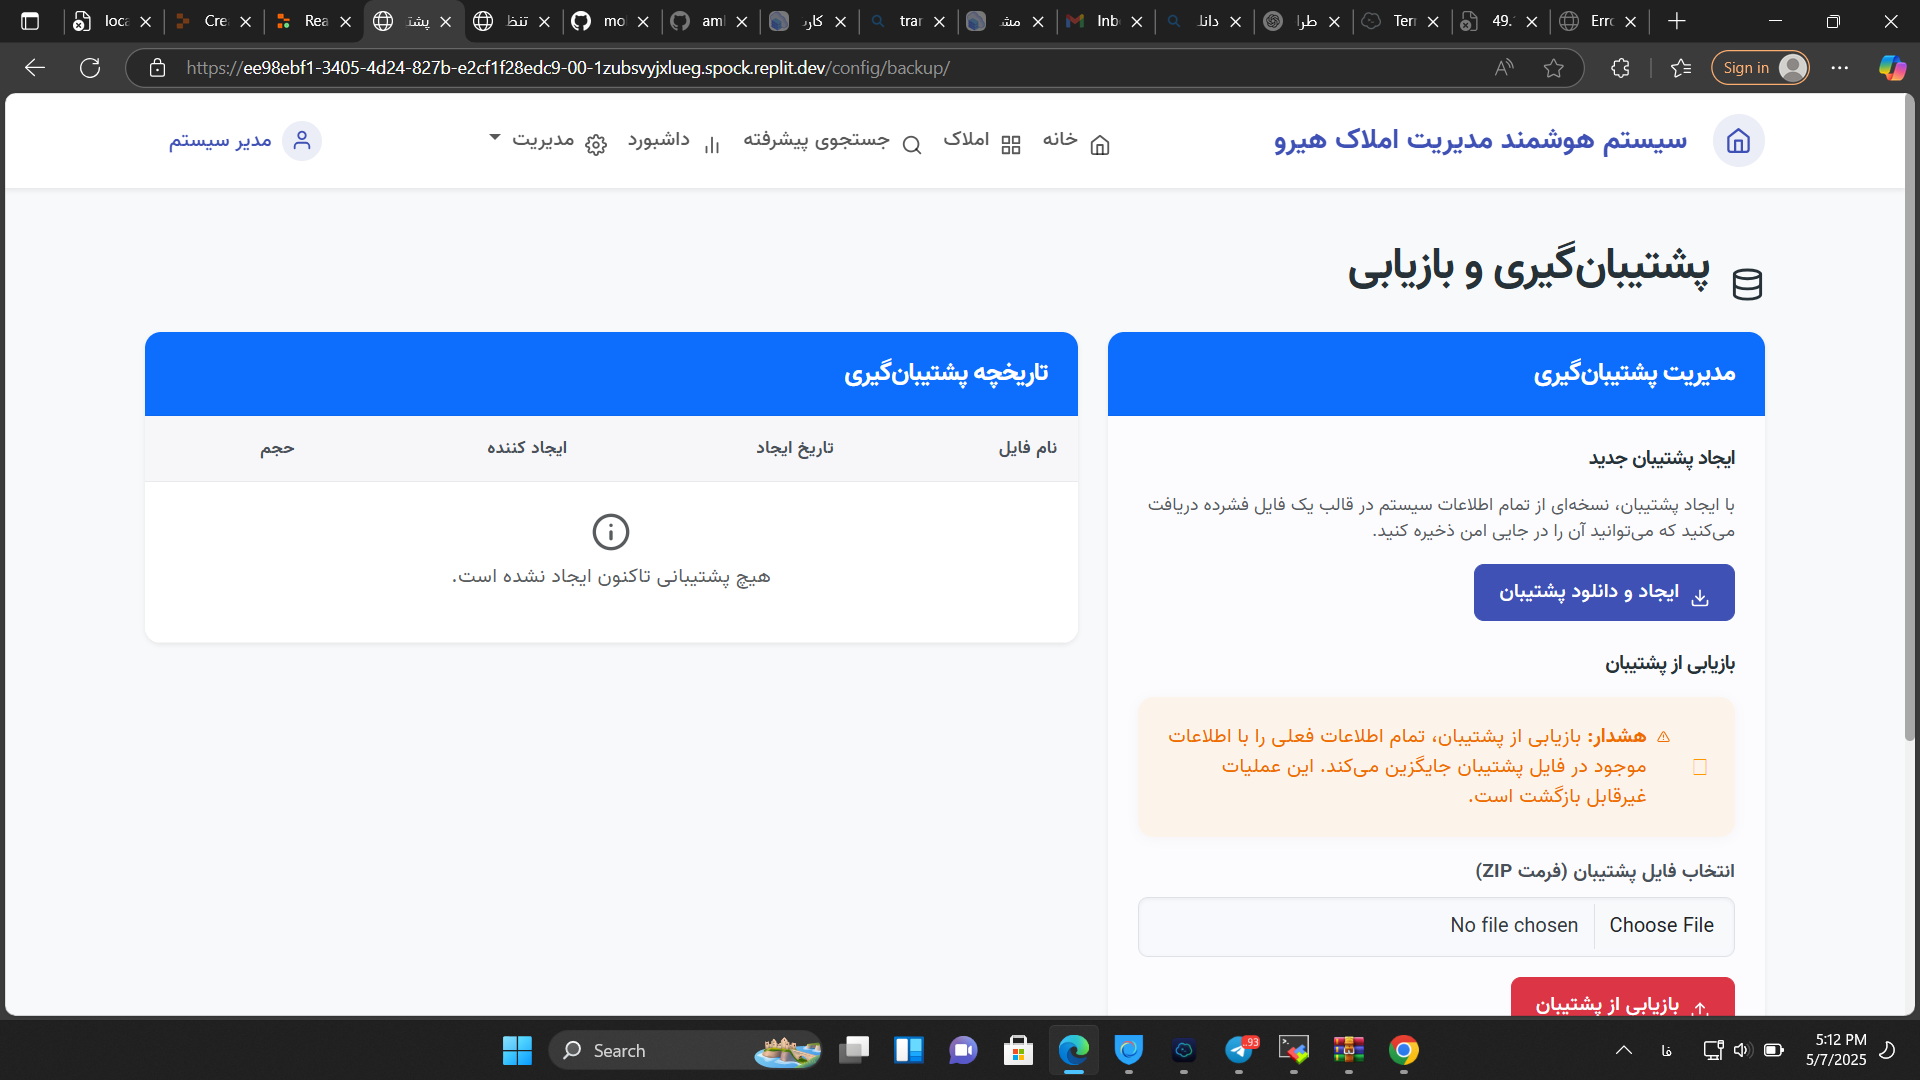 loca
Cre
Rea
پشت
تنظ
mo
aml
کارب
trar
مش
Inb
دانل
طرا
Terr
49.
Erro
https://ee98ebf1-3405-4d24-827b-e2cf1f28edc9-00-1zubsvyjxlueg.spock.replit.dev/config/backup/
Sign in
سیستم هوشمند مدیریت املاک هیرو
خانه
املاک
جستجوی پیشرفته
داشبورد
مدیریت
مدیر سیستم
پشتیبان‌گیری و بازیابی
مدیریت پشتیبان‌گیری
ایجاد پشتیبان جدید
با ایجاد پشتیبان، نسخه‌ای از تمام اطلاعات سیستم در قالب یک فایل فشرده دریافت
می‌کنید که می‌توانید آن را در جایی امن ذخیره کنید.
ایجاد و دانلود پشتیبان
بازیابی از پشتیبان
هشدار: بازیابی از پشتیبان، تمام اطلاعات فعلی را با اطلاعات
موجود در فایل پشتیبان جایگزین می‌کند. این عملیات
غیرقابل بازگشت است.
انتخاب فایل پشتیبان (فرمت ZIP)
Choose File No file chosen
بازیابی از پشتیبان
تاریخچه پشتیبان‌گیری
نام فایل
تاریخ ایجاد
ایجاد کننده
حجم
هیچ پشتیبانی تاکنون ایجاد نشده است.
Search
93
فا
5:12 PM
5/7/2025